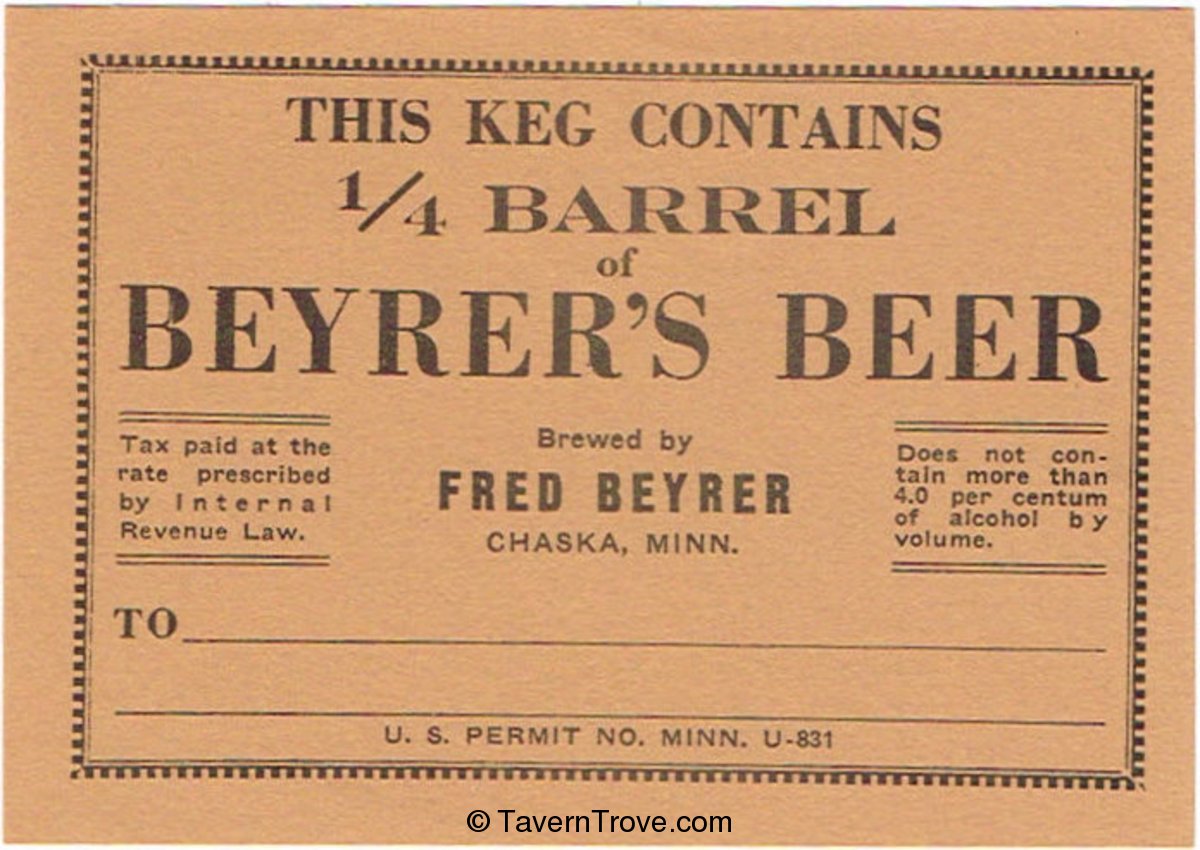 THIS KEG CONTAINS
1/4 BARREL
of
BEYRER'S BEER
Tax paid at the
rate prescribed
by Internal
Revenue Law.
Brewed by
FRED BEYRER
CHASKA, MINN.
Does not con-
tain more than
4.0 per centum
of alcohol by
volume.
TO
U. S. PERMIT NO. MINN. U-831
© TavernTrove.com